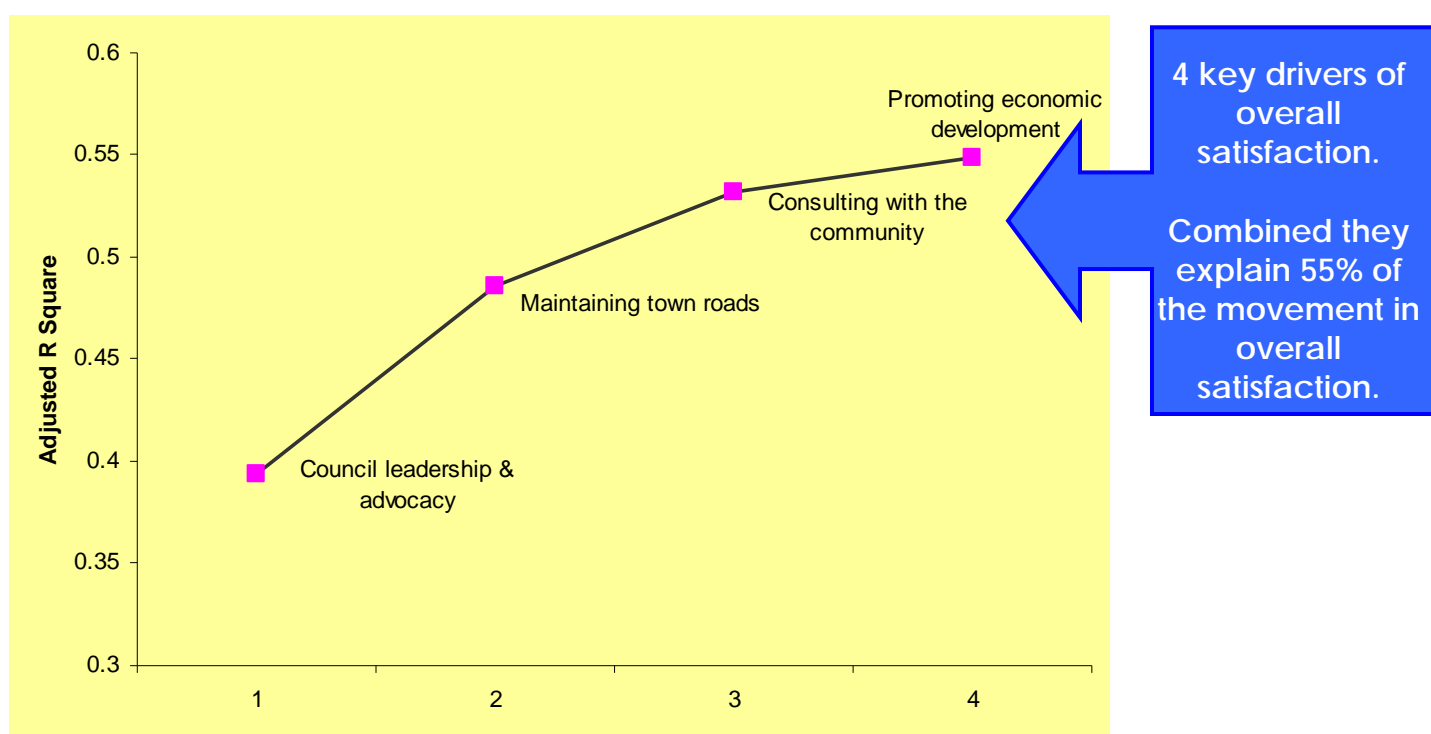 0.6
0.55
0.5
0.45
0.4
0.35
0.3
Adjusted R Square
1
2
3
4
Council leadership &
advocacy
Maintaining town roads
Consulting with the
community
Promoting economic
development
4 key drivers of
overall
satisfaction.
Combined they
explain 55% of
the movement in
overall
satisfaction.